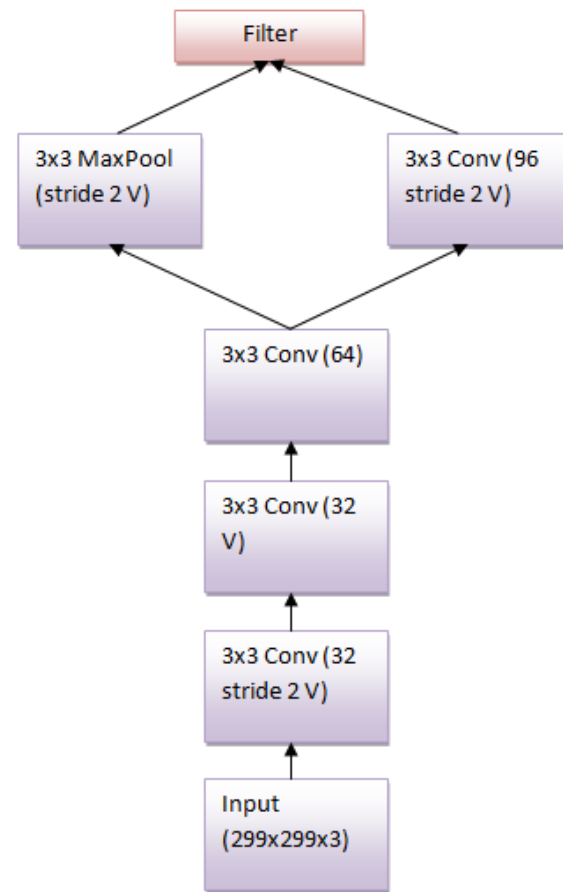 Filter
3x3 MaxPool
(stride 2 V)
3x3 Conv (96
stride 2 V)
3x3 Conv (64)
3x3 Conv (32
V)
3x3 Conv (32
stride 2 V)
Input
(299x299x3)